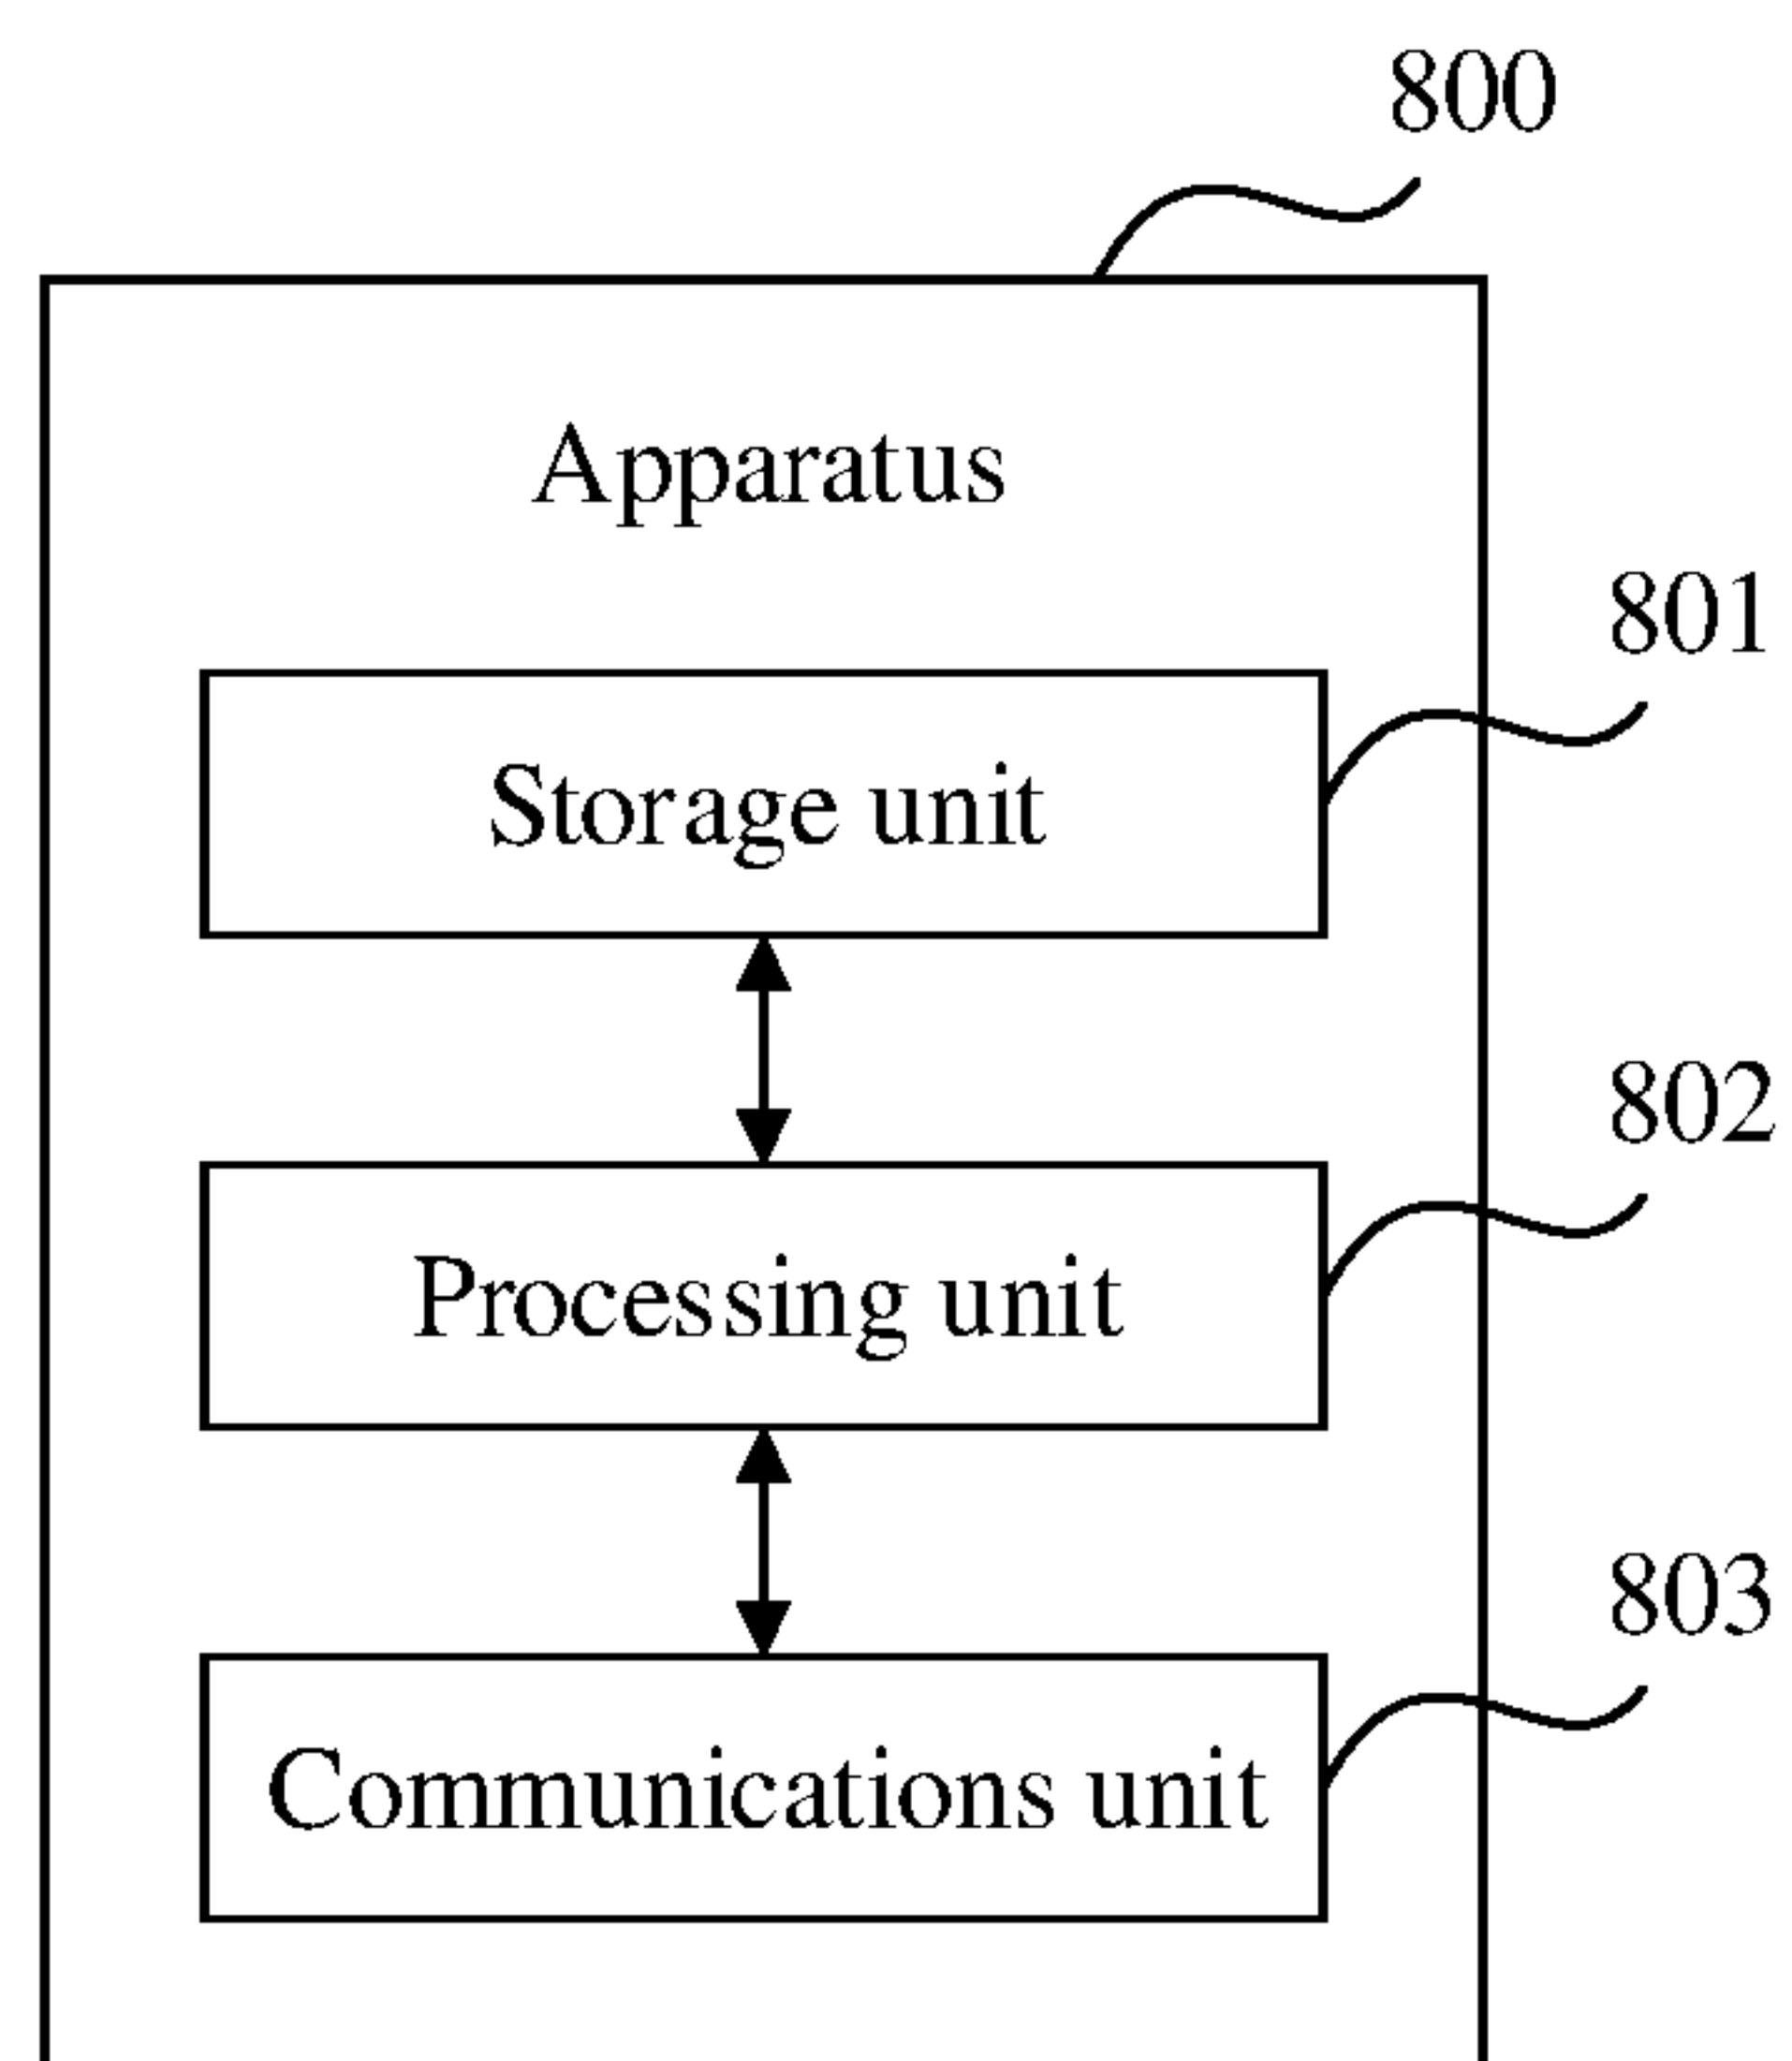 800
Apparatus
801
Storage unit
802
Processing unit
803
Communications unit